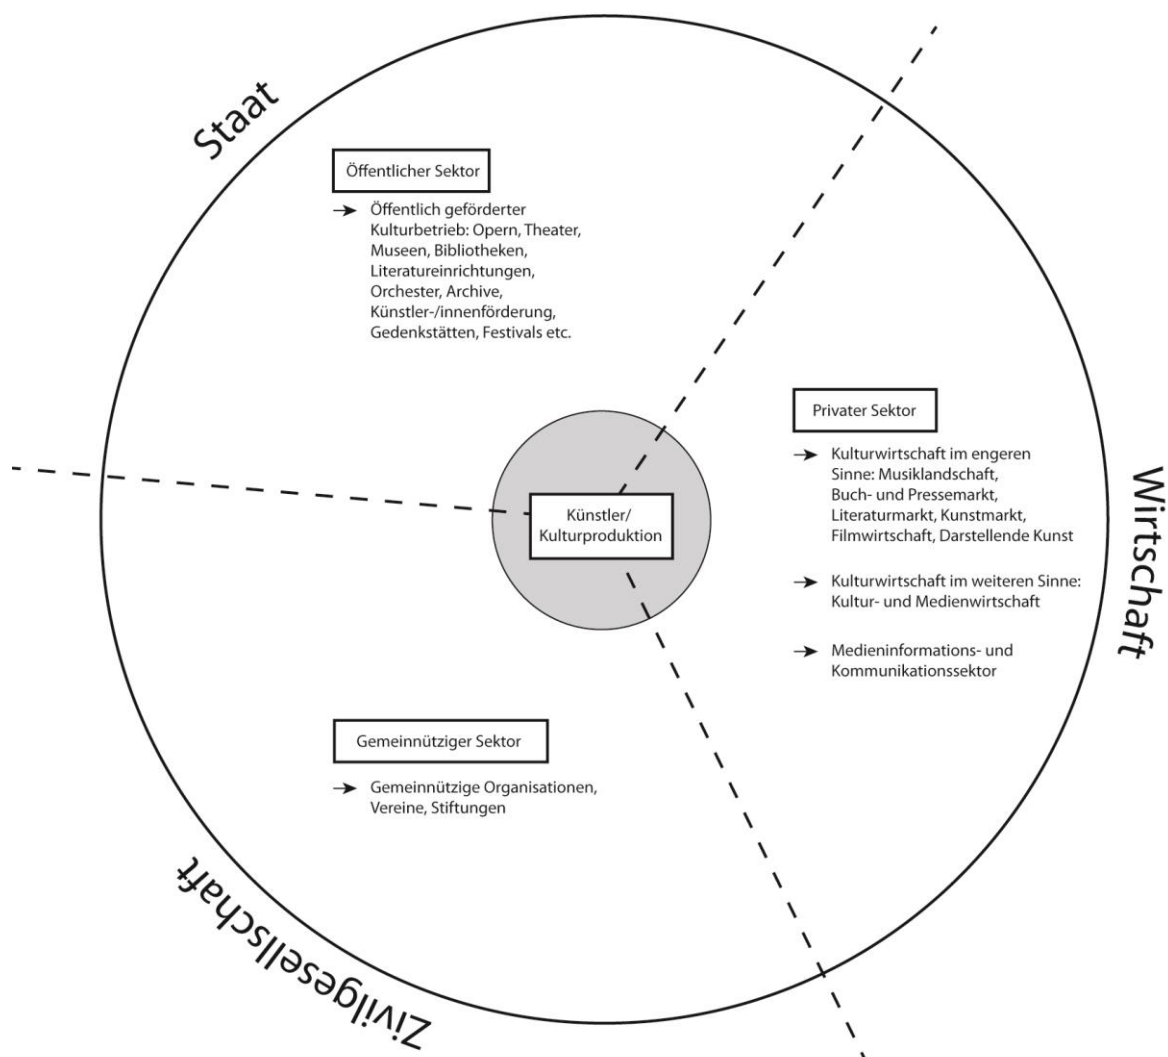 Staat
Öffentlicher Sektor
Öffentlich geförderter
Kulturbetrieb: Opern, Theater,
Museen, Bibliotheken,
Literatureinrichtungen,
Orchester, Archive,
Künstler-/innenförderung,
Gedenkstätten, Festivals etc.
Privater Sektor
Kulturwirtschaft im engeren
Sinne: Musiklandschaft,
Buch- und Pressemarkt,
Literaturmarkt, Kunstmarkt,
Filmwirtschaft, Darstellende Kunst
Kulturwirtschaft im weiteren Sinne:
Kultur- und Medienwirtschaft
Medieninformations- und
Kommunikationssektor
Wirtschaft
Künstler/
Kulturproduktion
Gemeinnütziger Sektor
Gemeinnützige Organisationen,
Vereine, Stiftungen
Zivilgesellschaft